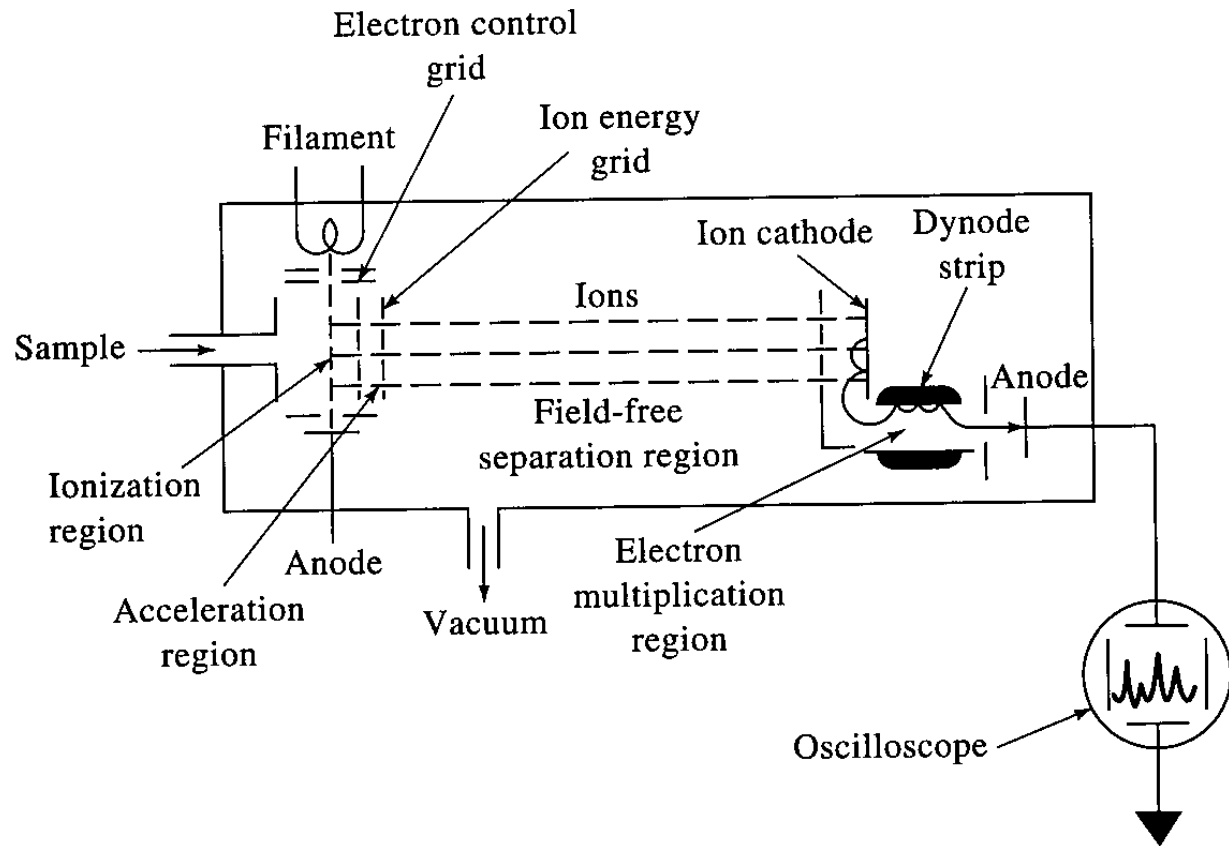 Electron control
grid
Filament
Ion energy
grid
Ion cathode
Dynode
strip
Ions
Sample
Anode
Field-free
separation region
Ionization
region
Anode
Electron
multiplication
region
Acceleration
region
Vacuum
Oscilloscope